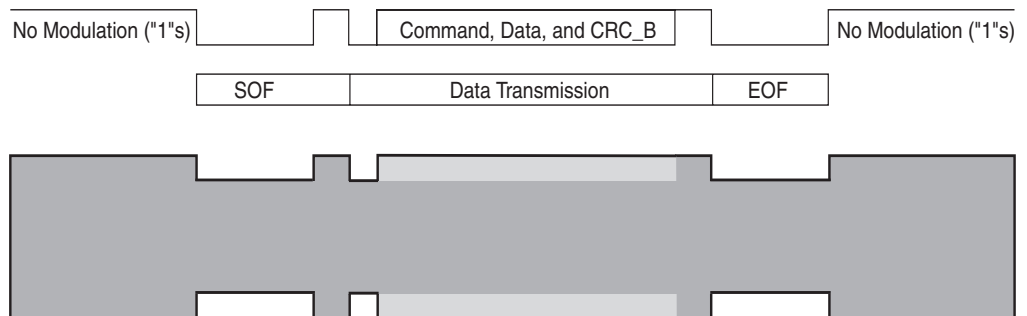 No Modulation ("1"s) Command, Data, and CRC_B No Modulation ("1"s)
SOF Data Transmission EOF